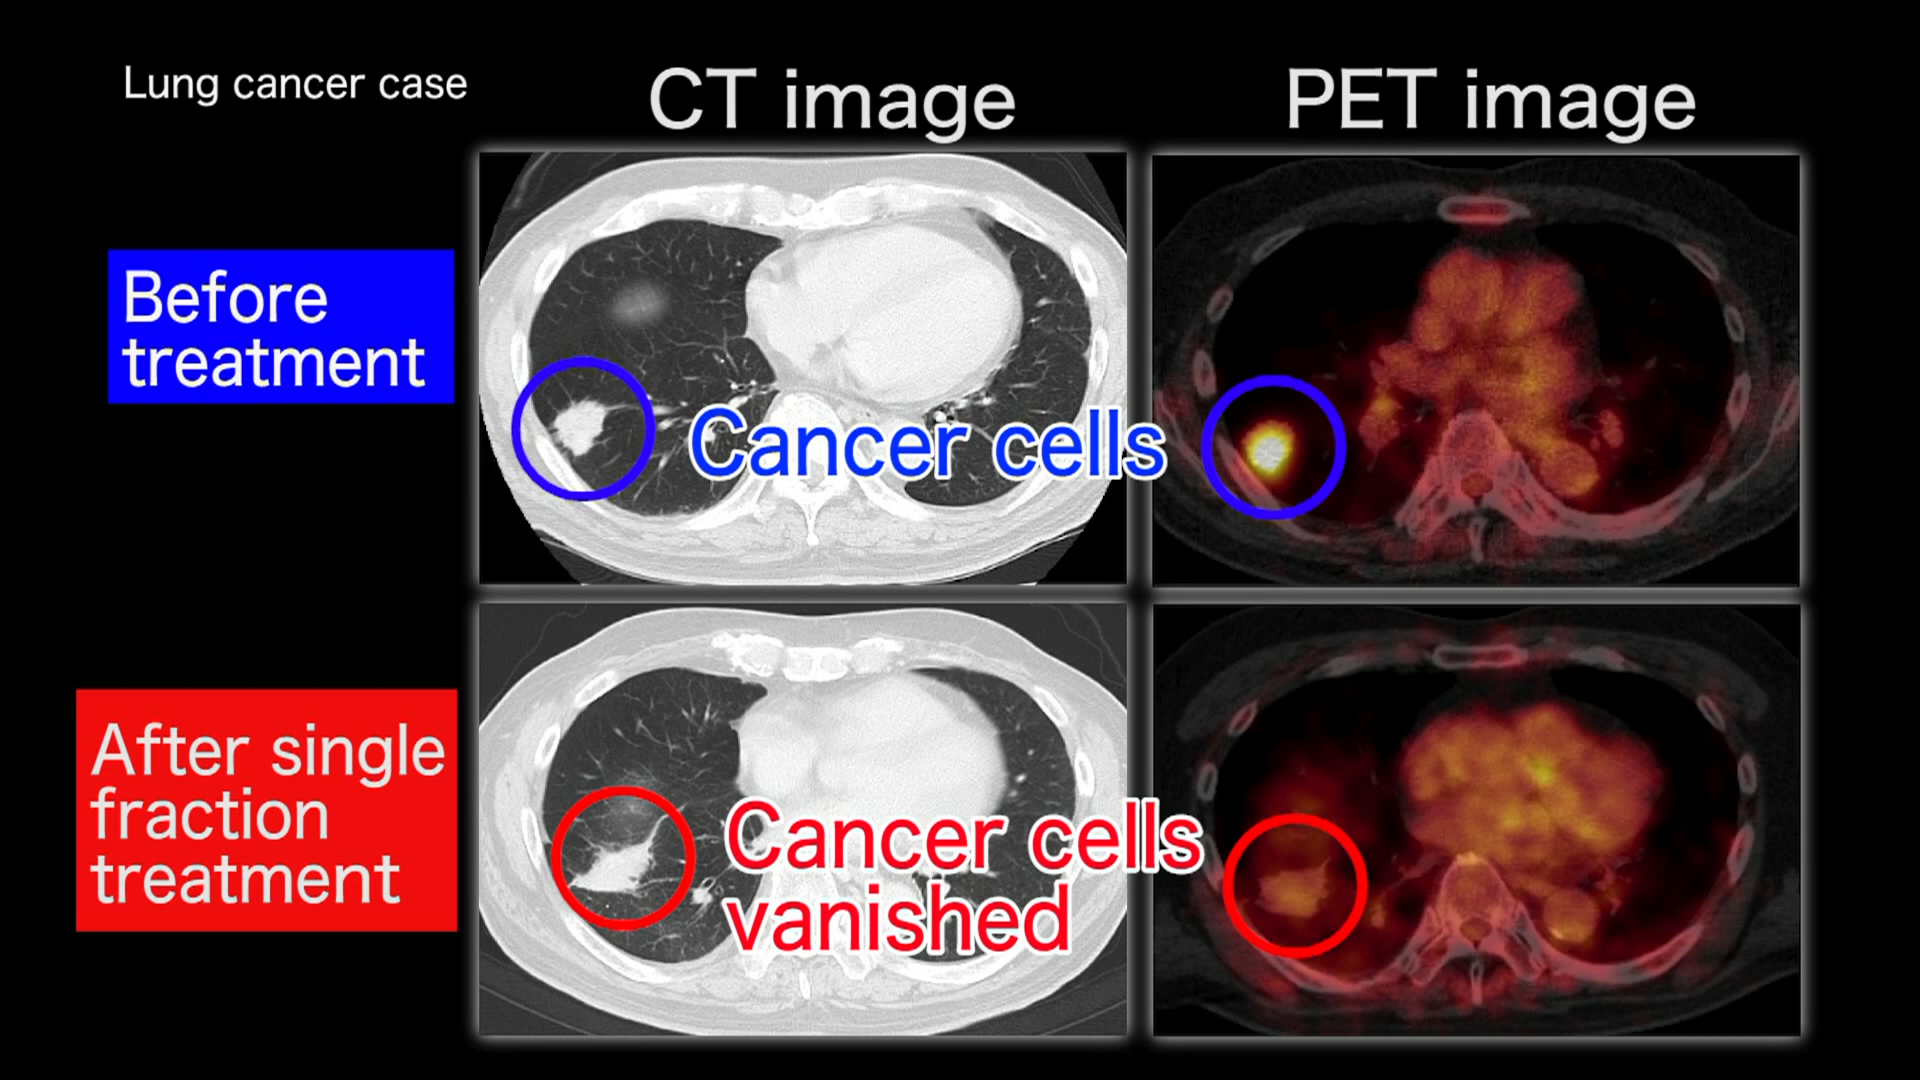 Lung cancer case
CT image
PET image
Before
treatment
Cancer cells
After single
fraction
treatment
Cancer cells
vanished